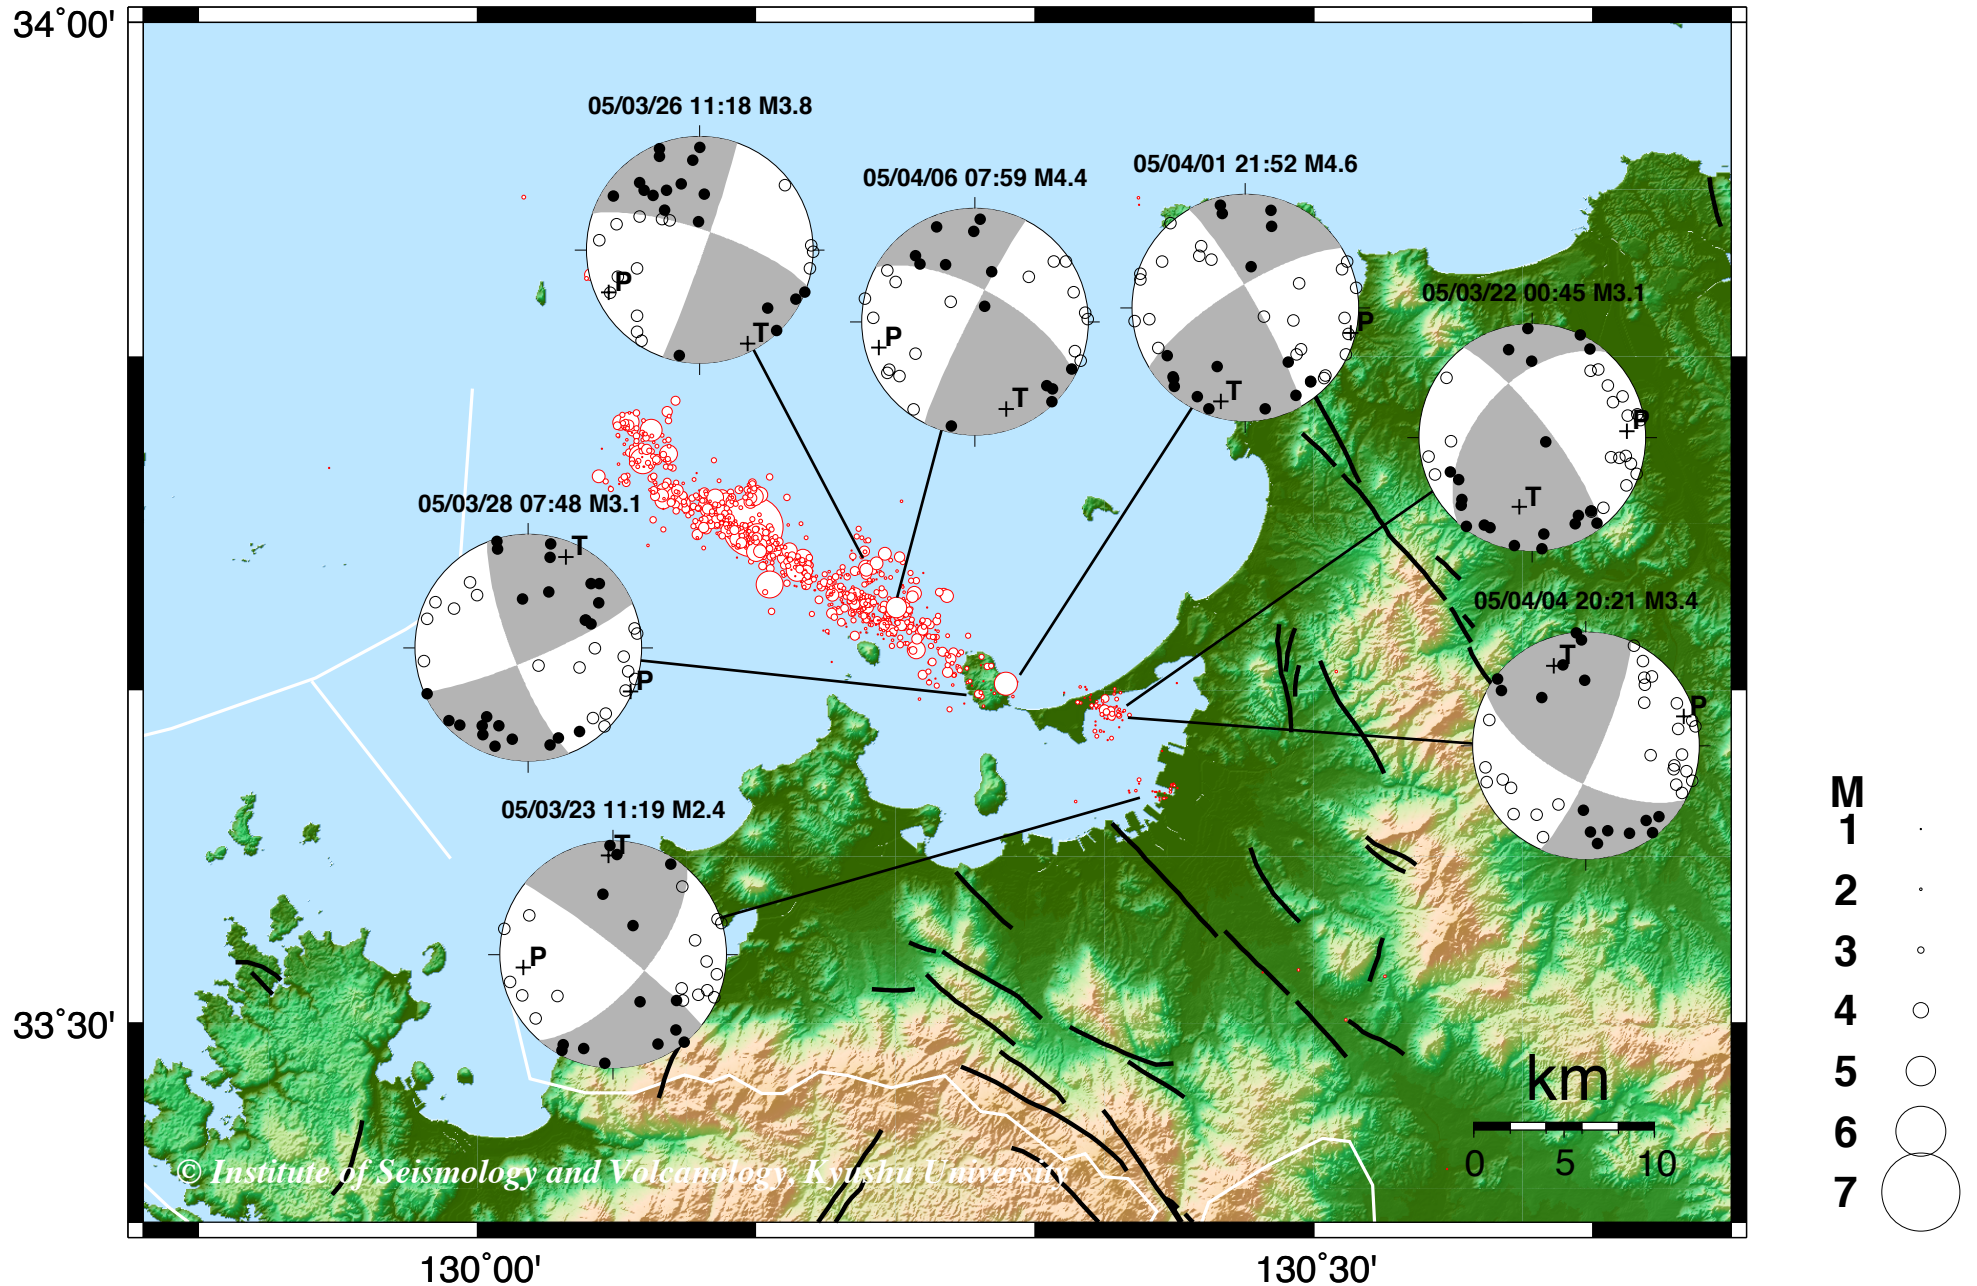 34°00'
05/03/26 11:18 M3.8
05/04/06 07:59 M4.4
05/04/01 21:52 M4.6
05/03/22 00:45 M3.1
P
T
P
T
P
T
P
T
05/03/28 07:48 M3.1
T
P
05/04/04 20:21 M3.4
T
P
05/03/23 11:19 M2.4
T
P
M
1
2
3
4
5
6
7
33°30'
km
0 5 10
© Institute of Seismology and Volcanology, Kyushu University
130°00'
130°30'